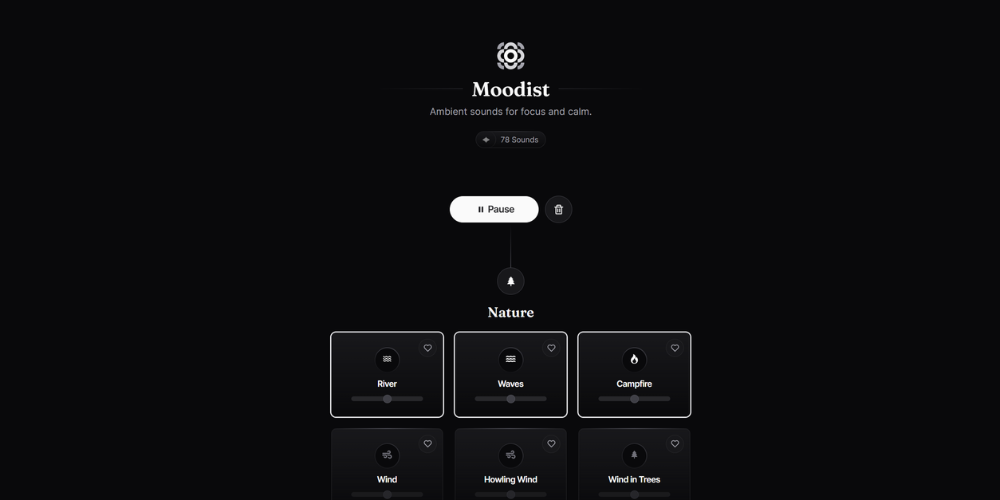 Moodist
Ambient sounds for focus and calm.
78 Sounds
Pause
Nature
River
Waves
Campfire
Wind
Howling Wind
Wind in Trees